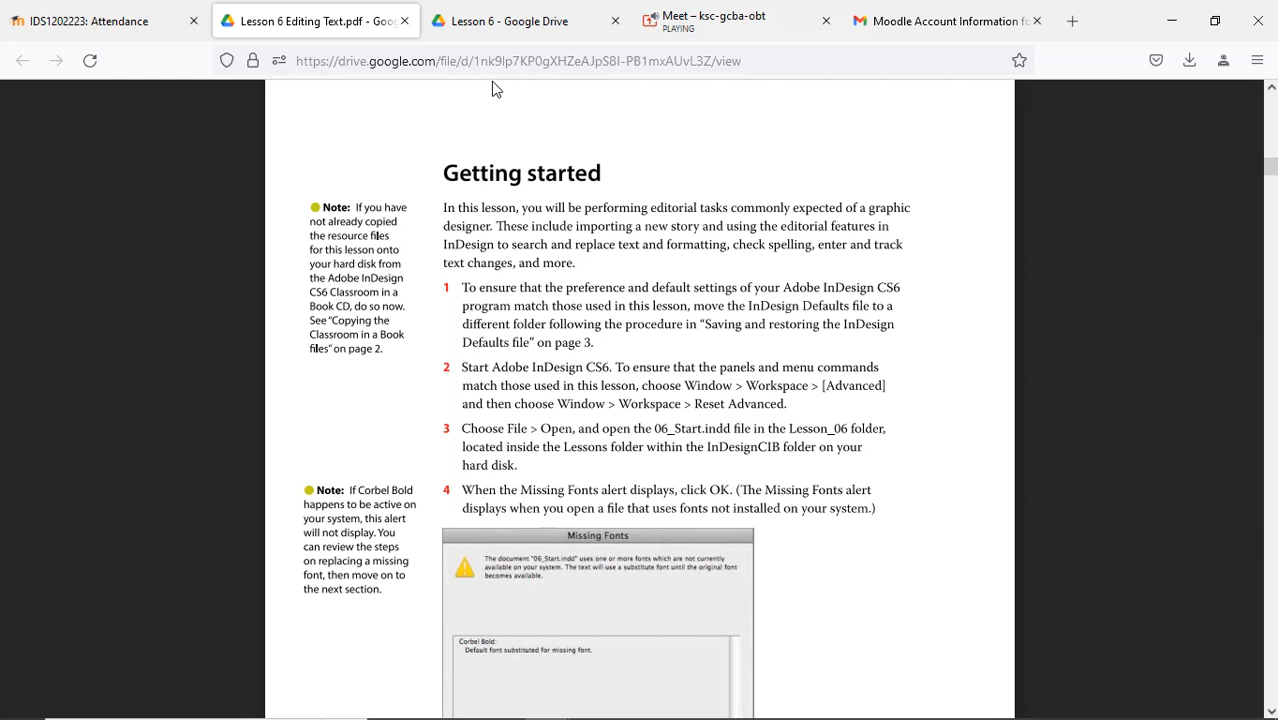 IDS1202223: Attendance
Lesson 6 Editing Text.pdf - Goog
Lesson 6 - Google Drive
Meet – ksc-gcba-obt
PLAYING
Moodle Account Information fo
https://drive.google.com/file/d/1nk9lp7KP0gXHZeAJpS8I-PB1mxAUvL3Z/view
Getting started
In this lesson, you will be performing editorial tasks commonly expected of a graphic
designer. These include importing a new story and using the editorial features in
InDesign to search and replace text and formatting, check spelling, enter and track
text changes, and more.
Note: If you have
not already copied
the resource files
for this lesson onto
your hard disk from
the Adobe InDesign
CS6 Classroom in a
Book CD, do so now.
See “Copying the
Classroom in a Book
files” on page 2.
1 To ensure that the preference and default settings of your Adobe InDesign CS6
program match those used in this lesson, move the InDesign Defaults file to a
different folder following the procedure in “Saving and restoring the InDesign
Defaults file” on page 3.
2 Start Adobe InDesign CS6. To ensure that the panels and menu commands
match those used in this lesson, choose Window > Workspace > [Advanced]
and then choose Window > Workspace > Reset Advanced.
3 Choose File > Open, and open the 06_Start.indd file in the Lesson_06 folder,
located inside the Lessons folder within the InDesignCIB folder on your
hard disk.
Note: If Corbel Bold
happens to be active on
your system, this alert
will not display. You
can review the steps
on replacing a missing
font, then move on to
the next section.
4 When the Missing Fonts alert displays, click OK. (The Missing Fonts alert
displays when you open a file that uses fonts not installed on your system.)
Missing Fonts
The document "06_Start.indd" uses one or more fonts which are not currently
available on your system. The text will use a substitute font until the original font
becomes available.
Corbel Bold:
Default font substituted for missing font.